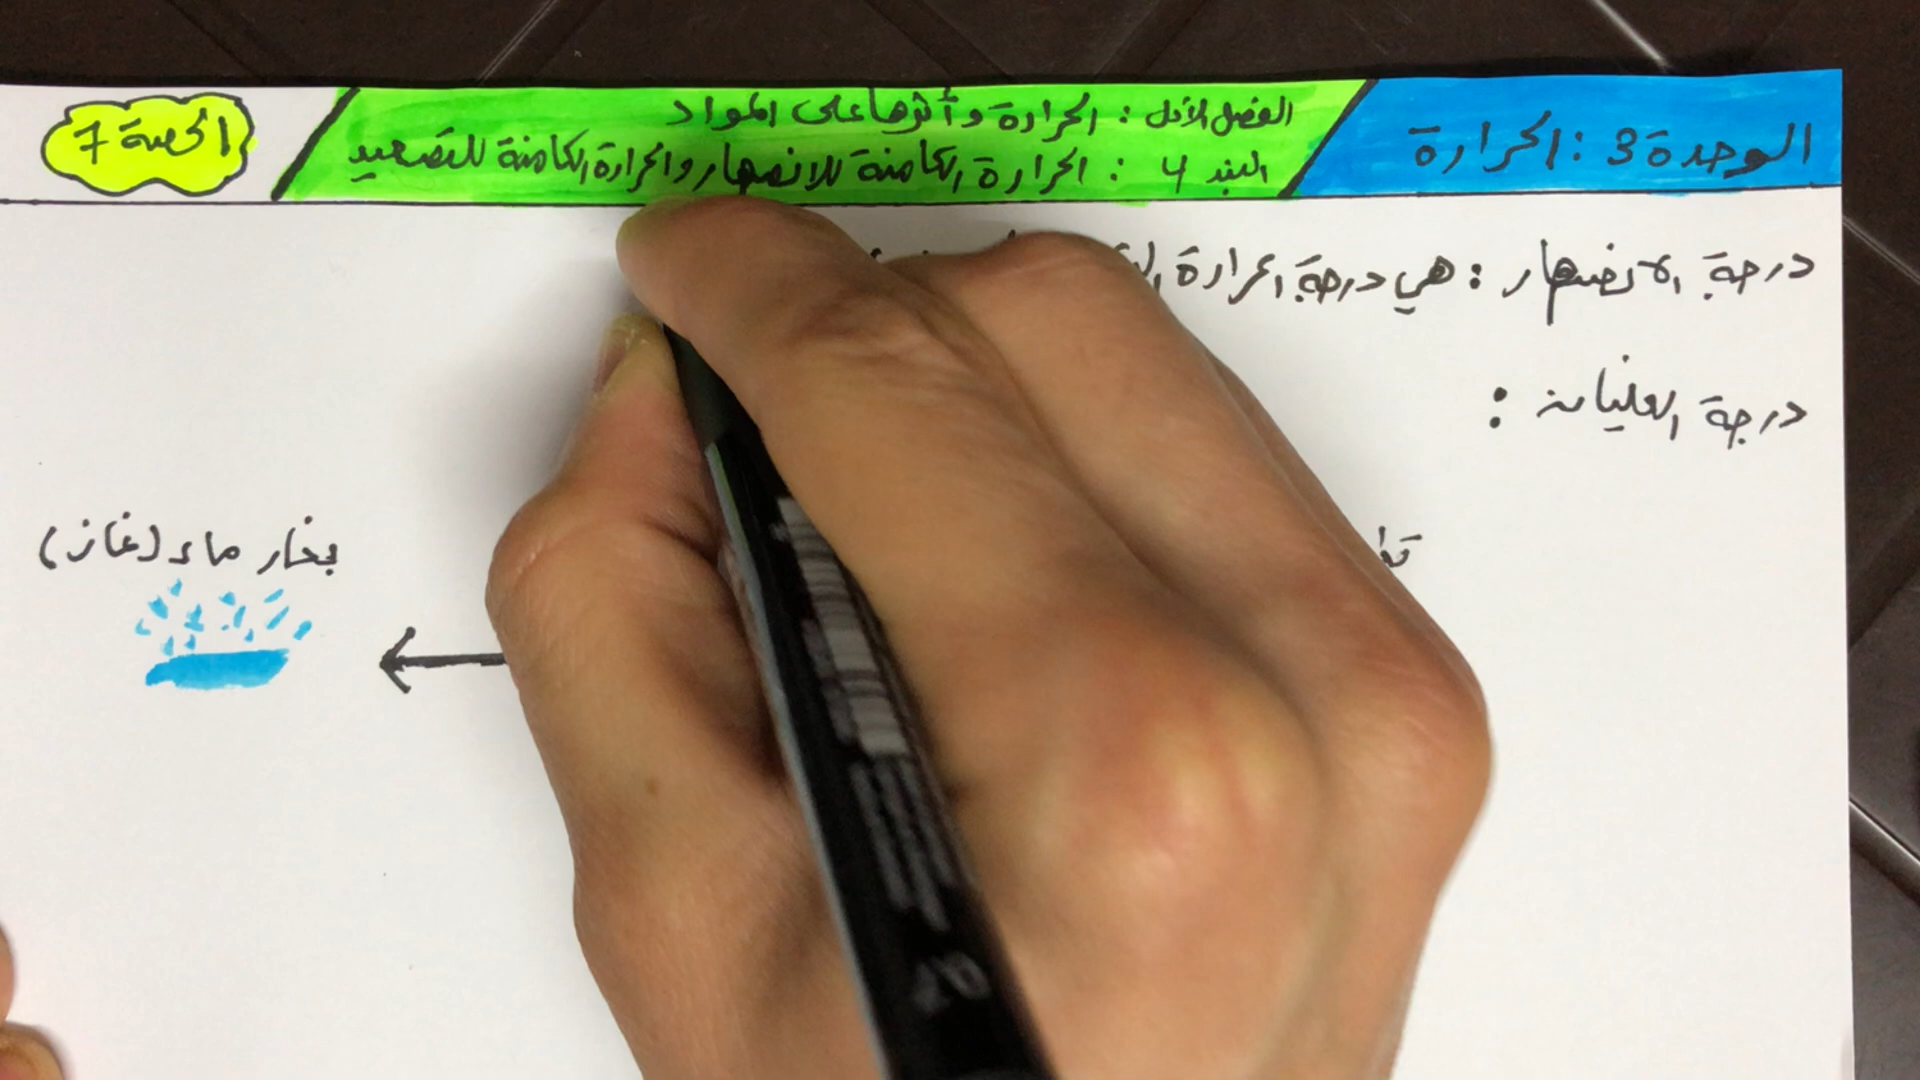 الوحدة 3 : الحرارة
الفصل الأول : الحرارة وأثرها على المواد
البند 4 : الحرارة الكامنة للانصهار والحرارة الكامنة للتصعيد
الحصة 7
درجة الانصهار : هي درجة الحرارة
درجة الغليان :
بخار ماء (غاز)